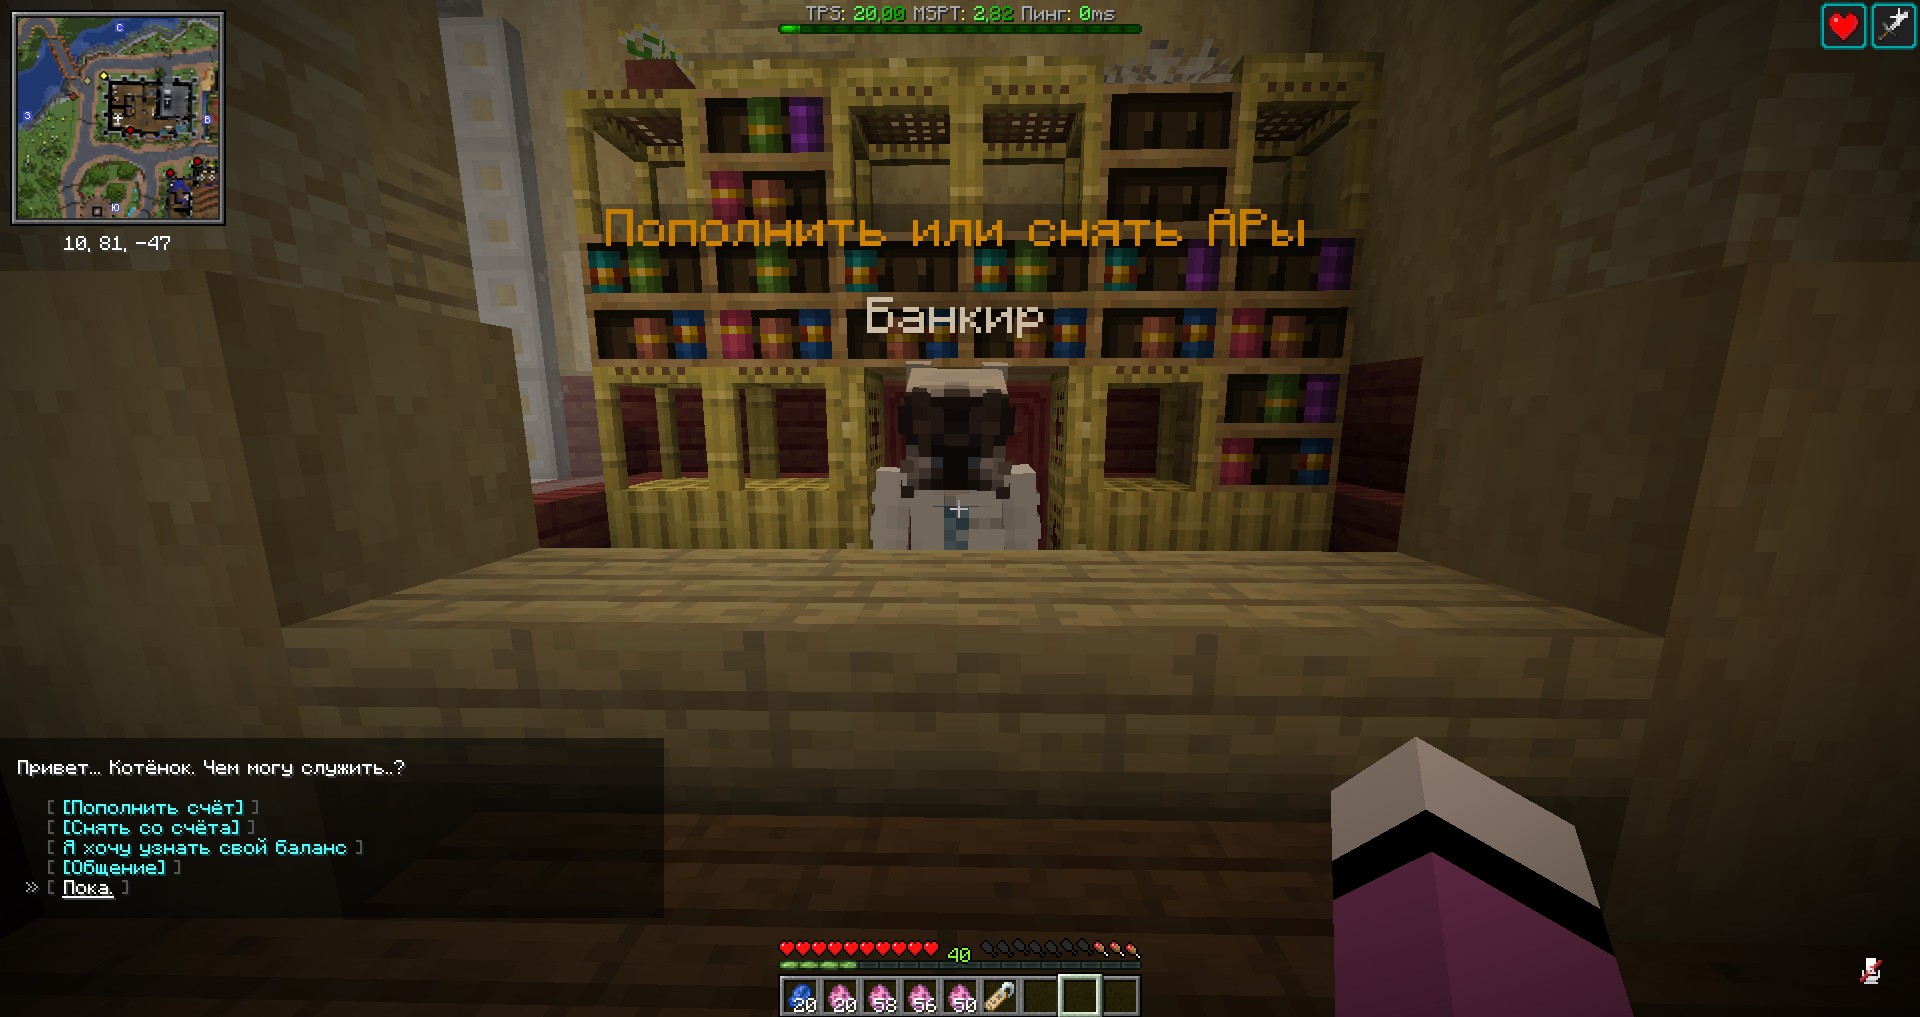 TPS: 20,00 MSPT: 2,82 Пинг: 0ms
С
З
В
Ю
10, 81, -47
Пополнить или снять АРы
Банкир
Привет... Котёнок. Чем могу служить..?
[ [Пополнить счёт] ]
[ [Снять со счёта] ]
[ Я хочу узнать свой баланс ]
[ [Общение] ]
» [ Пока. ]
40
20 20 58 56 50